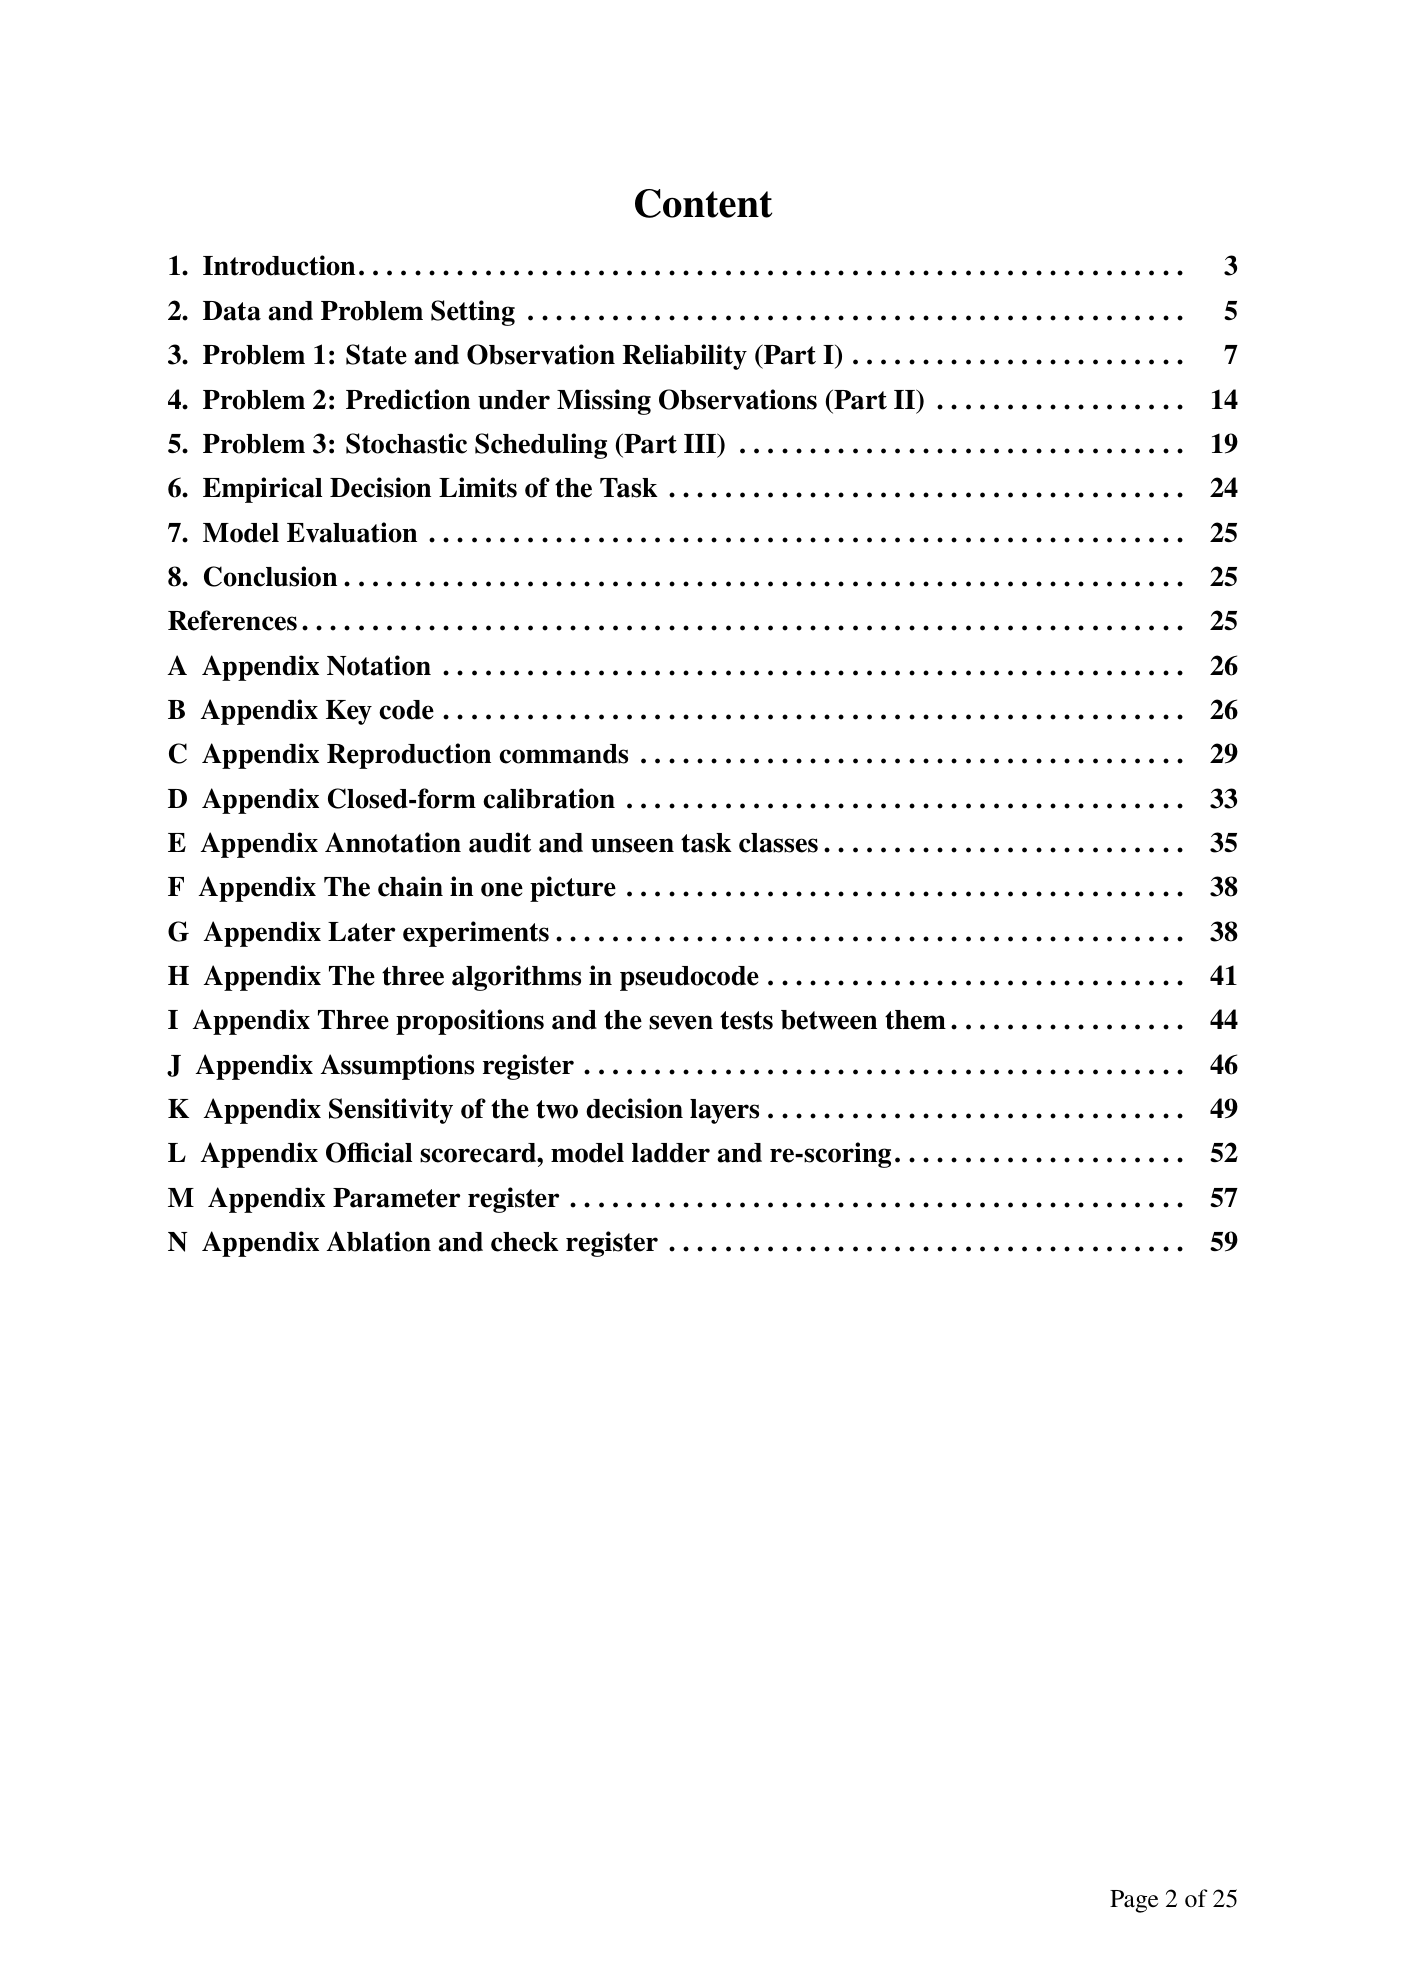 Content
1. Introduction 3
2. Data and Problem Setting 5
3. Problem 1: State and Observation Reliability (Part I) 7
4. Problem 2: Prediction under Missing Observations (Part II) 14
5. Problem 3: Stochastic Scheduling (Part III) 19
6. Empirical Decision Limits of the Task 24
7. Model Evaluation 25
8. Conclusion 25
References 25
A Appendix Notation 26
B Appendix Key code 26
C Appendix Reproduction commands 29
D Appendix Closed-form calibration 33
E Appendix Annotation audit and unseen task classes 35
F Appendix The chain in one picture 38
G Appendix Later experiments 38
H Appendix The three algorithms in pseudocode 41
I Appendix Three propositions and the seven tests between them 44
J Appendix Assumptions register 46
K Appendix Sensitivity of the two decision layers 49
L Appendix Official scorecard, model ladder and re-scoring 52
M Appendix Parameter register 57
N Appendix Ablation and check register 59
Page 2 of 25